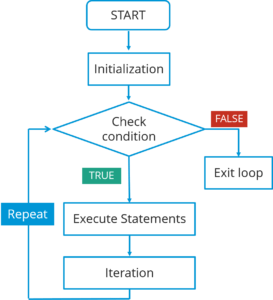 START
Initialization
Check
condition
FALSE
TRUE
Exit loop
Repeat
Execute Statements
Iteration